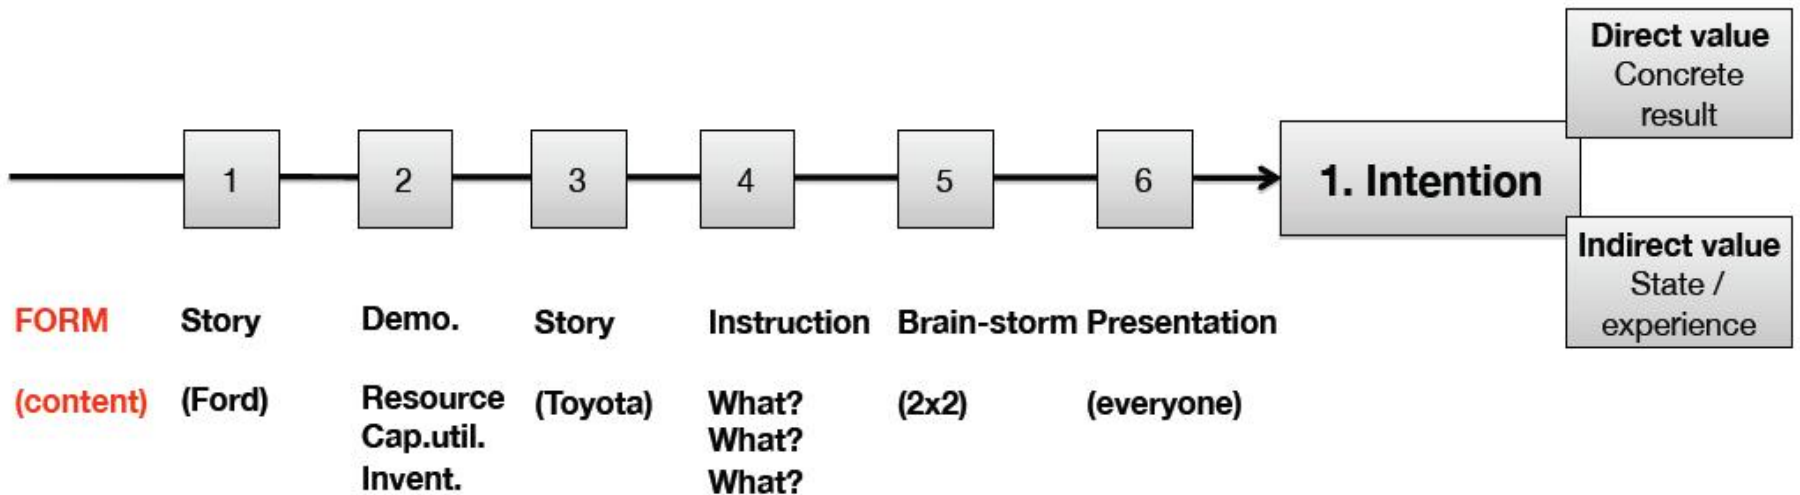 Direct value
Concrete
result
1
2
3
4
5
6
1. Intention
Indirect value
State /
experience
FORM
Story
Demo.
Story
Instruction
Brain-storm
Presentation
(content)
(Ford)
Resource
Cap.util.
Invent.
(Toyota)
What?
What?
What?
(2x2)
(everyone)